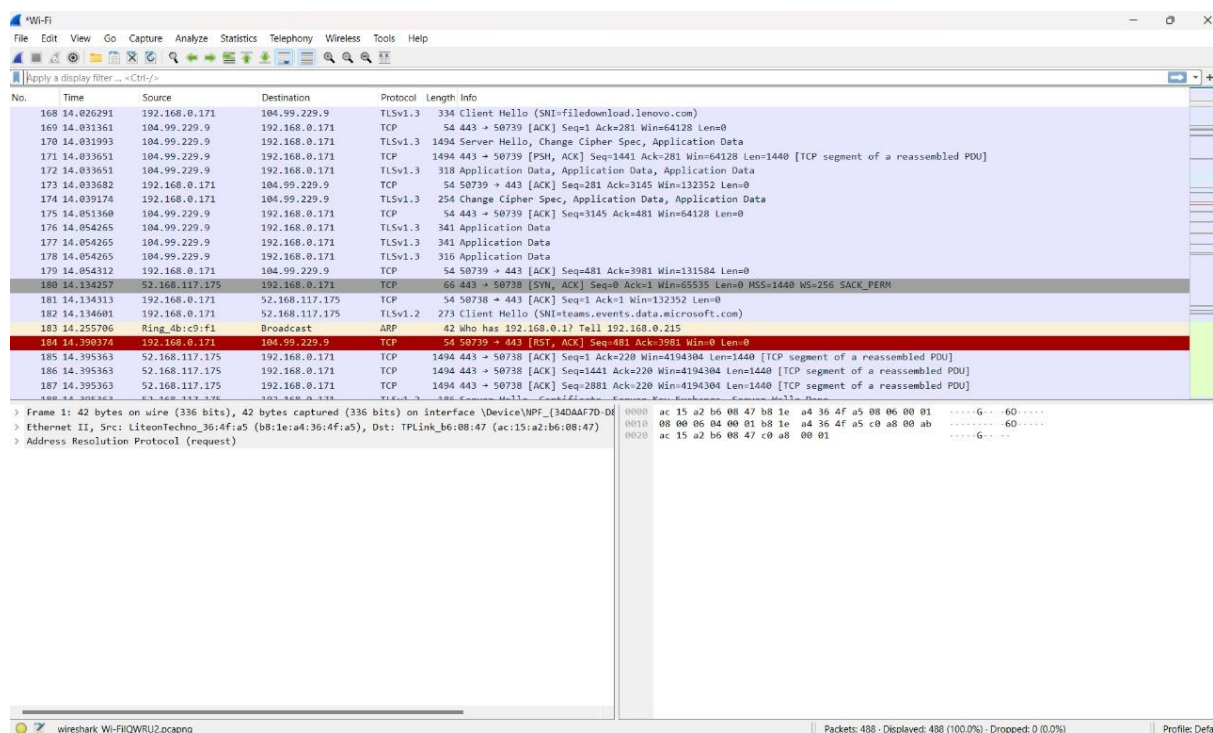 *Wi-Fi
File Edit View Go Capture Analyze Statistics Telephony Wireless Tools Help
Apply a display filter ... <Ctrl-/>
No. Time Source Destination Protocol Length Info
168 14.026291 192.168.0.171 104.99.229.9 TLSv1.3 334 Client Hello (SNI=filedownload.lenovo.com)
169 14.031361 104.99.229.9 192.168.0.171 TCP 54 443 → 50739 [ACK] Seq=1 Ack=281 Win=64128 Len=0
170 14.031993 104.99.229.9 192.168.0.171 TLSv1.3 1494 Server Hello, Change Cipher Spec, Application Data
171 14.033651 104.99.229.9 192.168.0.171 TCP 1494 443 → 50739 [PSH, ACK] Seq=1441 Ack=281 Win=64128 Len=1440 [TCP segment of a reassembled PDU]
172 14.033651 104.99.229.9 192.168.0.171 TLSv1.3 318 Application Data, Application Data, Application Data
173 14.033682 192.168.0.171 104.99.229.9 TCP 54 50739 → 443 [ACK] Seq=281 Ack=3145 Win=132352 Len=0
174 14.039174 192.168.0.171 104.99.229.9 TLSv1.3 254 Change Cipher Spec, Application Data, Application Data
175 14.051360 104.99.229.9 192.168.0.171 TCP 54 443 → 50739 [ACK] Seq=3145 Ack=481 Win=64128 Len=0
176 14.054265 104.99.229.9 192.168.0.171 TLSv1.3 341 Application Data
177 14.054265 104.99.229.9 192.168.0.171 TLSv1.3 341 Application Data
178 14.054265 104.99.229.9 192.168.0.171 TLSv1.3 316 Application Data
179 14.054312 192.168.0.171 104.99.229.9 TCP 54 50739 → 443 [ACK] Seq=481 Ack=3981 Win=131584 Len=0
180 14.134257 52.168.117.175 192.168.0.171 TCP 66 443 → 50738 [SYN, ACK] Seq=0 Ack=1 Win=65535 Len=0 MSS=1440 WS=256 SACK_PERM
181 14.134313 192.168.0.171 52.168.117.175 TCP 54 50738 → 443 [ACK] Seq=1 Ack=1 Win=132352 Len=0
182 14.134601 192.168.0.171 52.168.117.175 TLSv1.2 273 Client Hello (SNI=teams.events.data.microsoft.com)
183 14.255706 Ring_4b:c9:f1 Broadcast ARP 42 Who has 192.168.0.1? Tell 192.168.0.215
184 14.390374 192.168.0.171 104.99.229.9 TCP 54 50739 → 443 [RST, ACK] Seq=481 Ack=3981 Win=0 Len=0
185 14.395363 52.168.117.175 192.168.0.171 TCP 1494 443 → 50738 [ACK] Seq=1 Ack=220 Win=4194304 Len=1440 [TCP segment of a reassembled PDU]
186 14.395363 52.168.117.175 192.168.0.171 TCP 1494 443 → 50738 [ACK] Seq=1441 Ack=220 Win=4194304 Len=1440 [TCP segment of a reassembled PDU]
187 14.395363 52.168.117.175 192.168.0.171 TCP 1494 443 → 50738 [ACK] Seq=2881 Ack=220 Win=4194304 Len=1440 [TCP segment of a reassembled PDU]
> Frame 1: 42 bytes on wire (336 bits), 42 bytes captured (336 bits) on interface \Device\NPF_{34DAAF7D-D8
> Ethernet II, Src: LiteonTechno_36:4f:a5 (b8:1e:a4:36:4f:a5), Dst: TPLink_b6:08:47 (ac:15:a2:b6:08:47)
> Address Resolution Protocol (request)
0000 ac 15 a2 b6 08 47 b8 1e a4 36 4f a5 08 06 00 01 ·····G·· ·6O·····
0010 08 00 06 04 00 01 b8 1e a4 36 4f a5 c0 a8 00 ab ········ ·6O·····
0020 ac 15 a2 b6 08 47 c0 a8 00 01 ·····G·· ··
wireshark_Wi-FiIQWRU2.pcapng
Packets: 488 · Displayed: 488 (100.0%) · Dropped: 0 (0.0%)
Profile: Defa